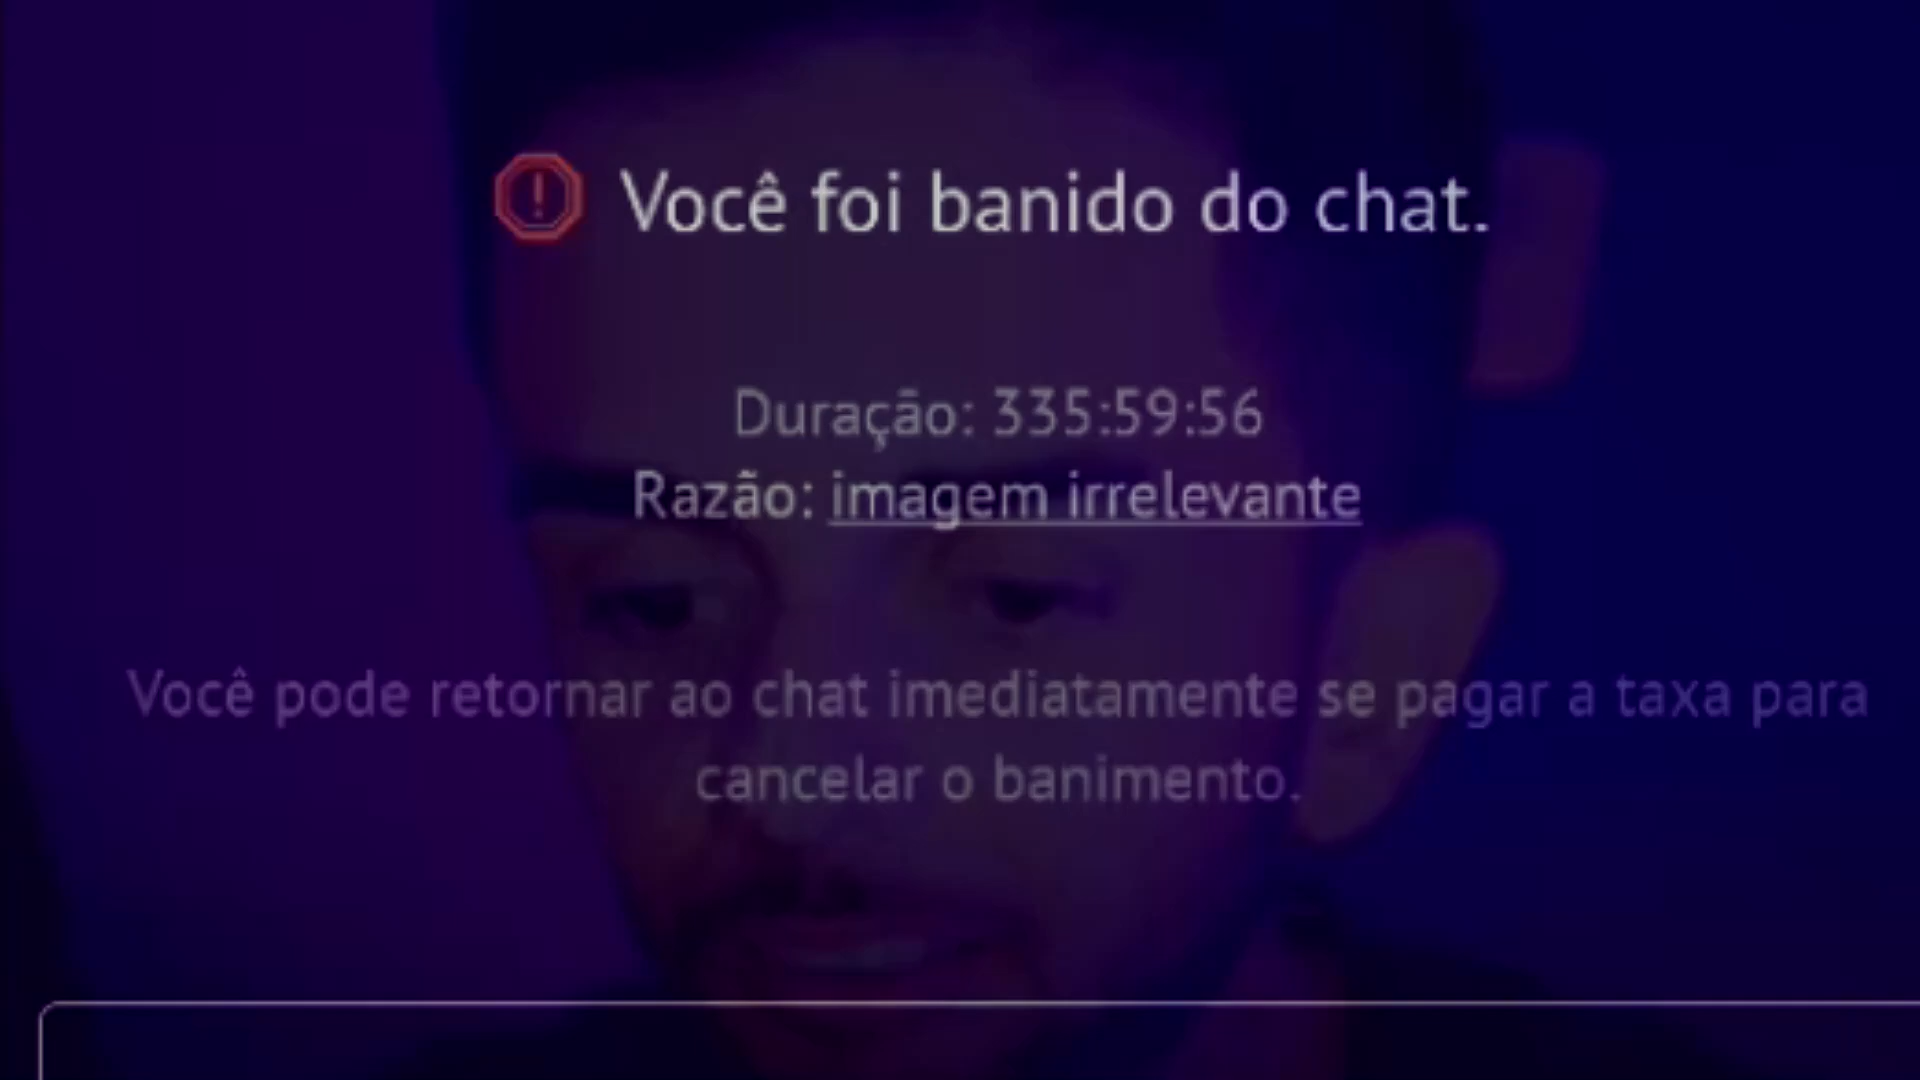 Você foi banido do chat.
Duração: 335:59:56
Razão: imagem irrelevante
Você pode retornar ao chat imediatamente se pagar a taxa para
cancelar o banimento.